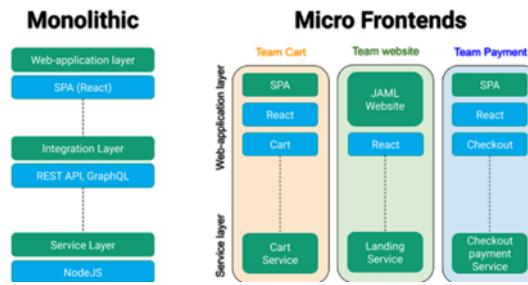 Monolithic
Web-application layer
SPA (React)
Integration Layer
REST API, GraphQL
Service Layer
NodeJS
Micro Frontends
Web-application layer
Service layer
Team Cart
SPA
React
Cart
Cart
Service
Team website
JAML
Website
React
Landing
Service
Team Payment
SPA
React
Checkout
Checkout
payment
Service